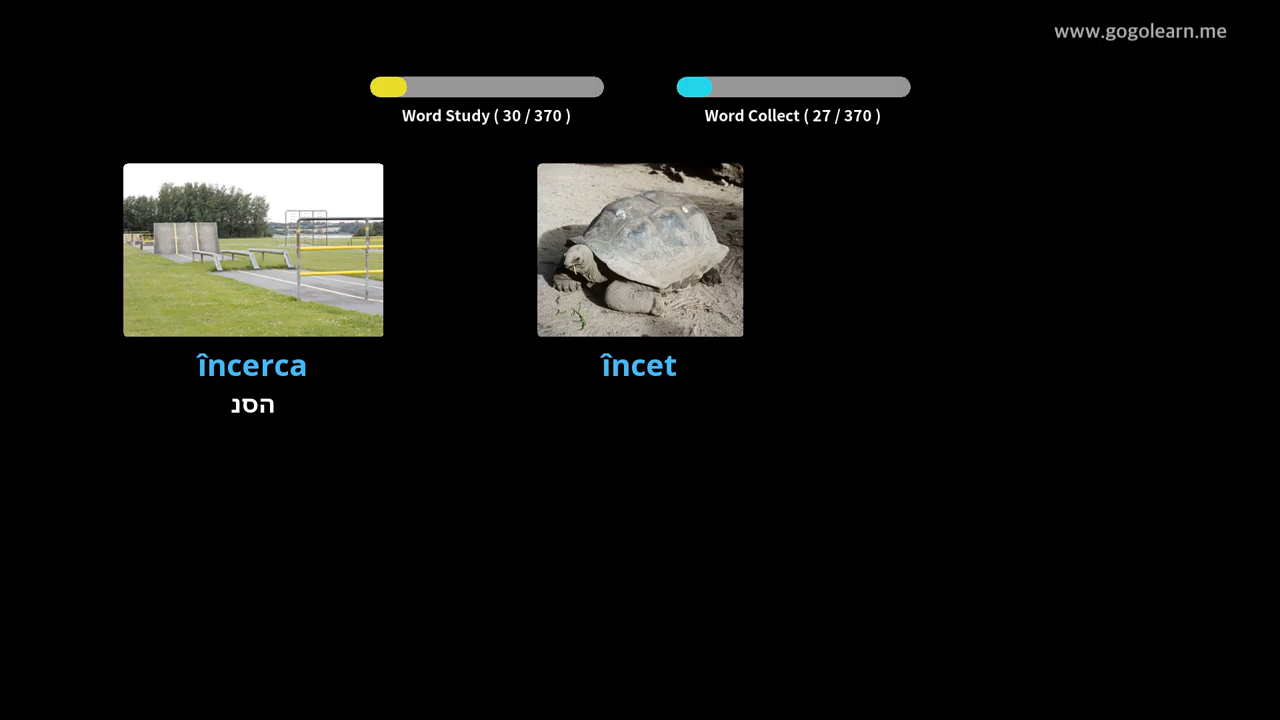 www.gogolearn.me
Word Study ( 30 / 370 )
Word Collect ( 27 / 370 )
încerca
הסנ
încet